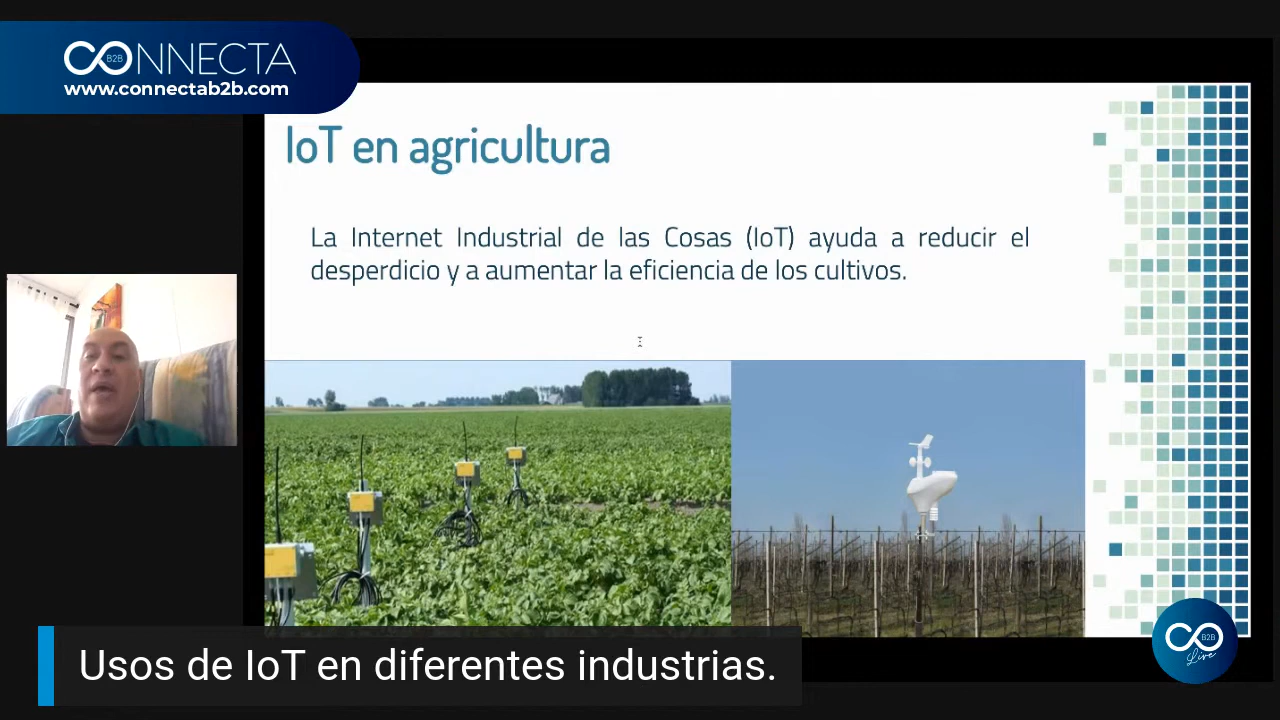 CONNECTA
B2B
www.connectab2b.com
IoT en agricultura
La Internet Industrial de las Cosas (IoT) ayuda a reducir el
desperdicio y a aumentar la eficiencia de los cultivos.
Usos de IoT en diferentes industrias.
CO
B2B
Live